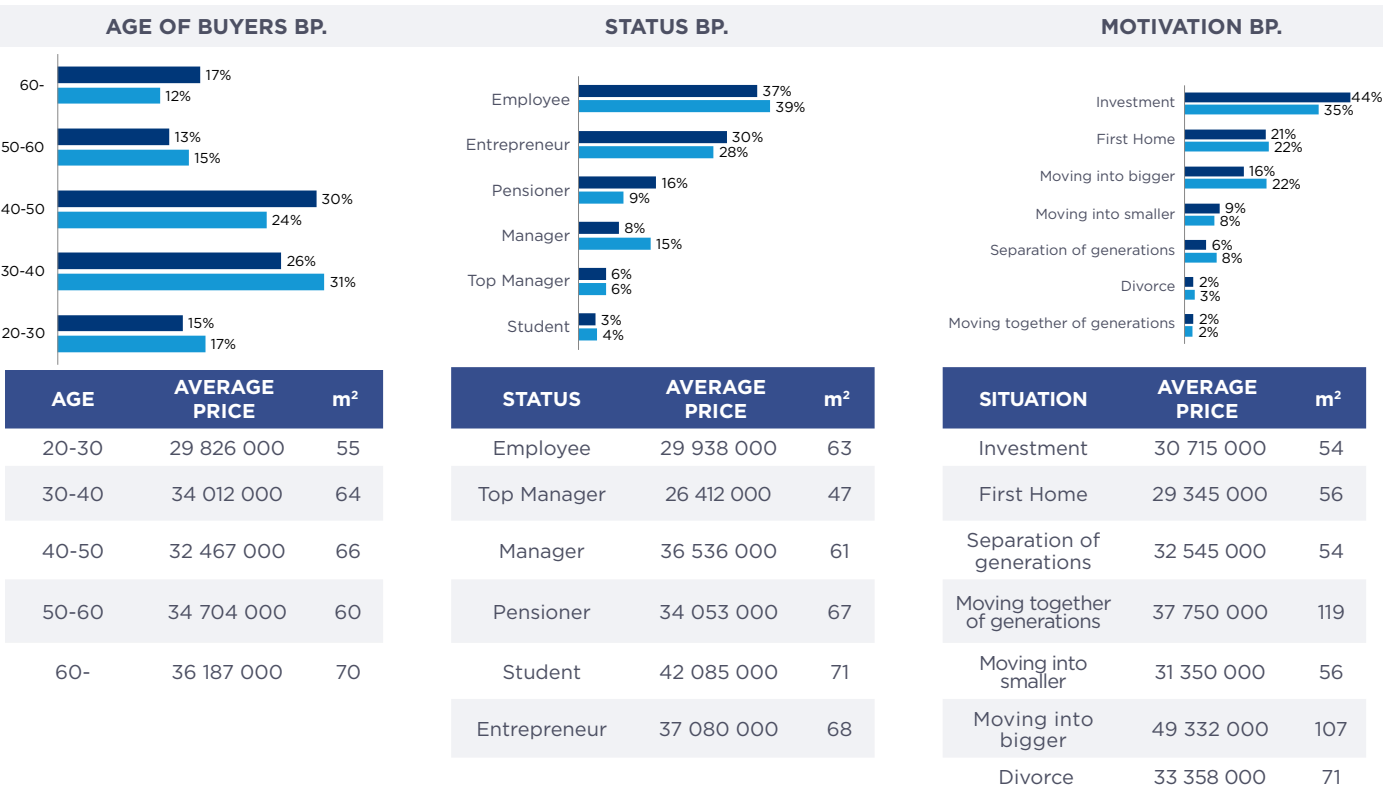 AGE OF BUYERS BP.
60-
17%
12%
50-60
13%
15%
40-50
30%
24%
30-40
26%
31%
20-30
15%
17%
AGE AVERAGE PRICE m²
20-30 29 826 000 55
30-40 34 012 000 64
40-50 32 467 000 66
50-60 34 704 000 60
60- 36 187 000 70
STATUS BP.
Employee
37%
39%
Entrepreneur
30%
28%
Pensioner
16%
9%
Manager
8%
15%
Top Manager
6%
6%
Student
3%
4%
STATUS AVERAGE PRICE m²
Employee 29 938 000 63
Top Manager 26 412 000 47
Manager 36 536 000 61
Pensioner 34 053 000 67
Student 42 085 000 71
Entrepreneur 37 080 000 68
MOTIVATION BP.
Investment
44%
35%
First Home
21%
22%
Moving into bigger
16%
22%
Moving into smaller
9%
8%
Separation of generations
6%
8%
Divorce
2%
3%
Moving together of generations
2%
2%
SITUATION AVERAGE PRICE m²
Investment 30 715 000 54
First Home 29 345 000 56
Separation of generations 32 545 000 54
Moving together of generations 37 750 000 119
Moving into smaller 31 350 000 56
Moving into bigger 49 332 000 107
Divorce 33 358 000 71